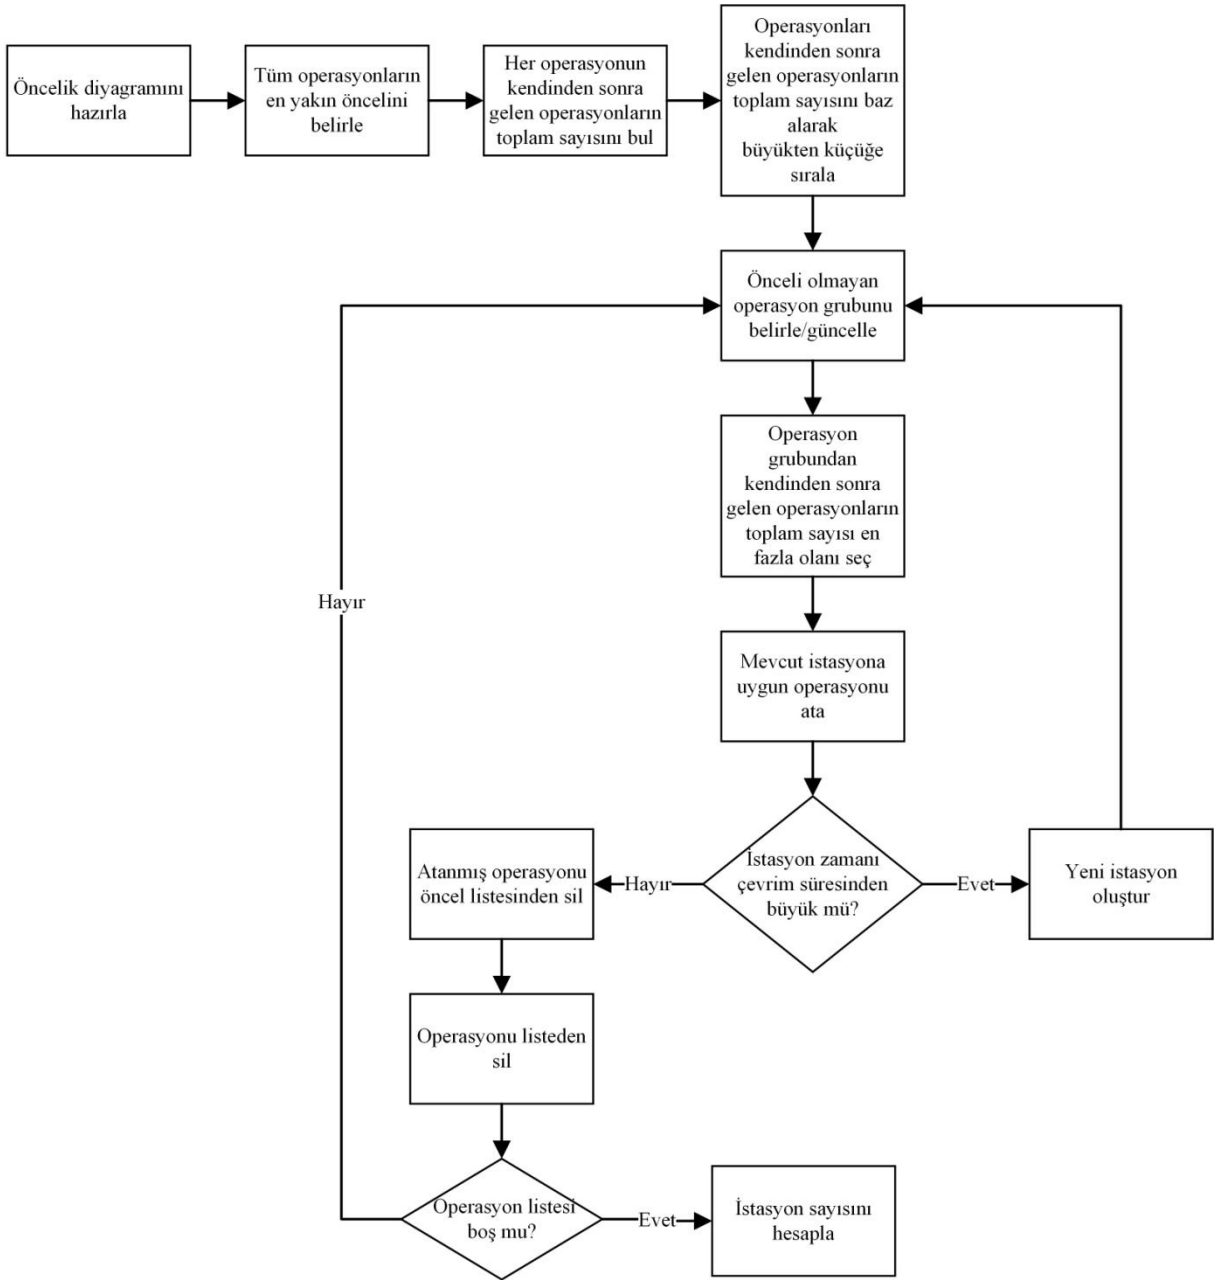 Öncelik diyagramını
hazırla
Tüm operasyonların
en yakın öncelini
belirle
Her operasyonun
kendinden sonra
gelen operasyonların
toplam sayısını bul
Operasyonları
kendinden sonra
gelen operasyonların
toplam sayısını baz
alarak
büyükten küçüğe
sırala
Önceli olmayan
operasyon grubunu
belirle/güncelle
Operasyon
grubundan
kendinden sonra
gelen operasyonların
toplam sayısı en
fazla olanı seç
Hayır
Mevcut istasyona
uygun operasyonu
ata
İstasyon zamanı
çevrim süresinden
büyük mü?
Hayır
Evet
Yeni istasyon
oluştur
Atanmış operasyonu
öncel listesinden sil
Operasyonu listeden
sil
Operasyon listesi
boş mu?
Evet
İstasyon sayısını
hesapla